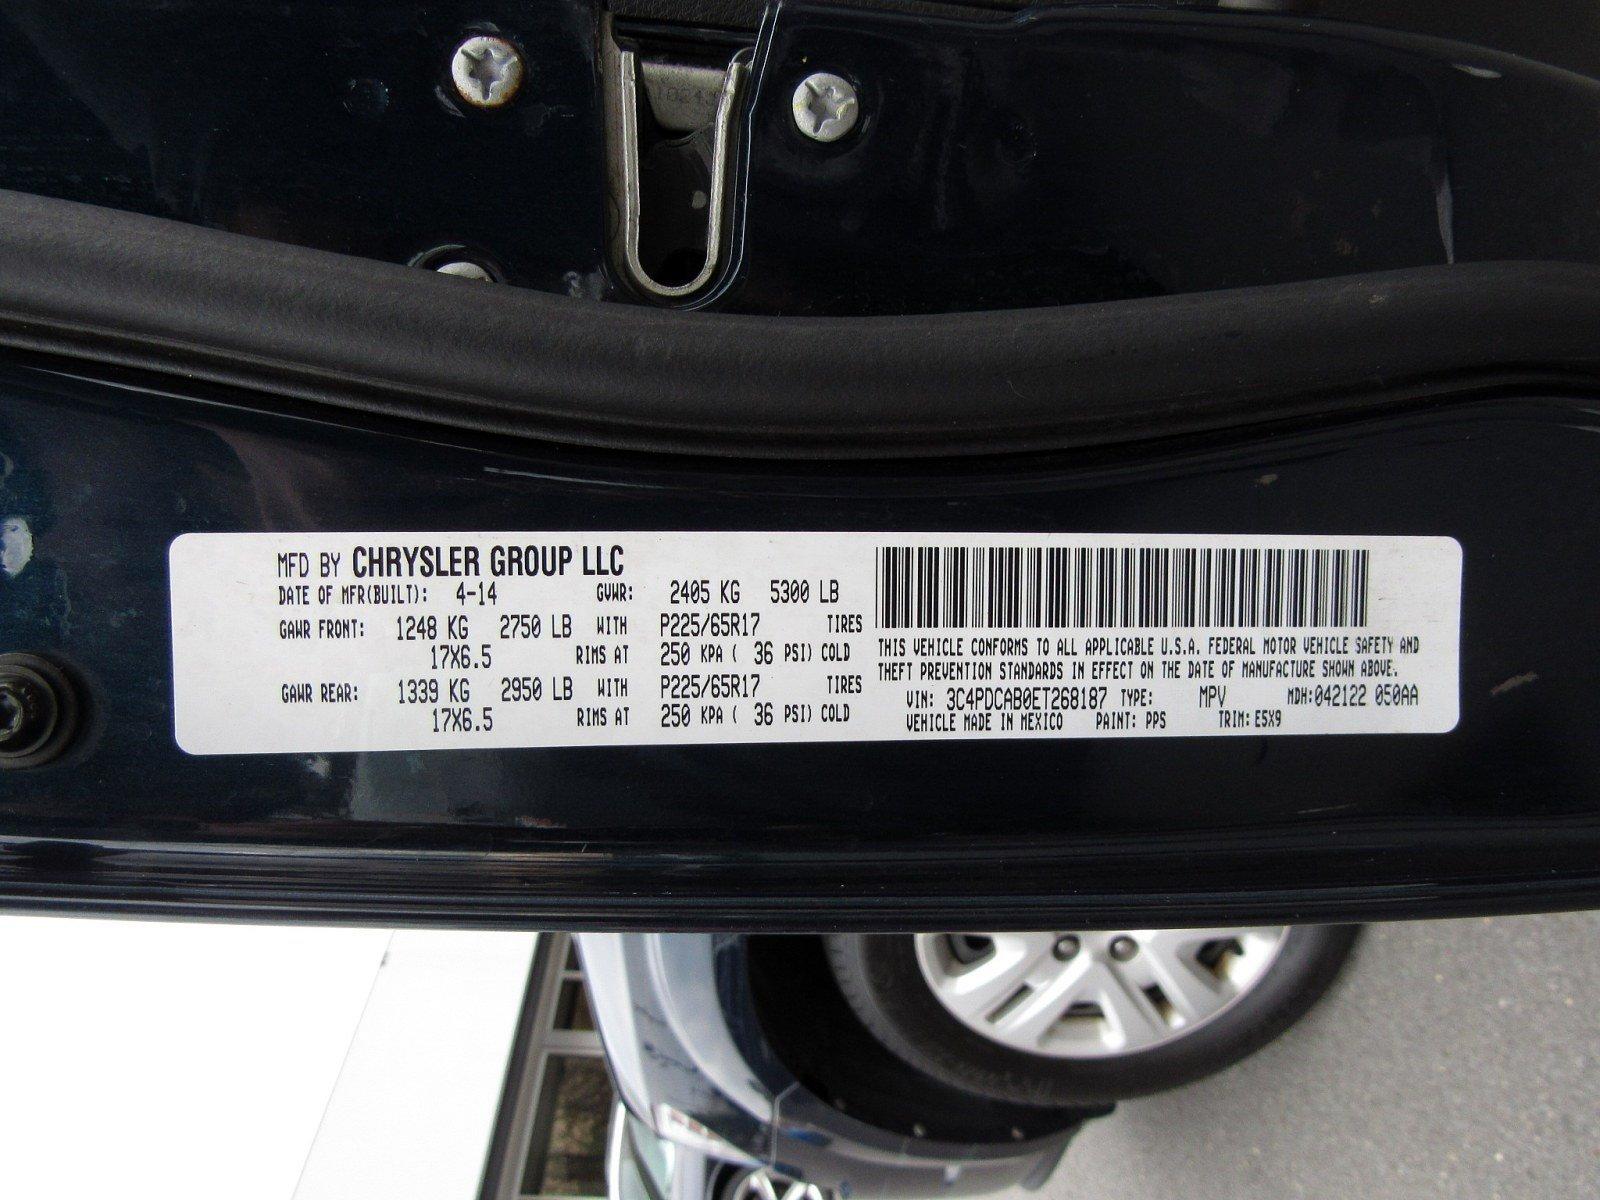 MFD BY CHRYSLER GROUP LLC
DATE OF MFR(BUILT): 4-14 GVWR: 2405 KG 5300 LB
GAWR FRONT: 1248 KG 2750 LB WITH P225/65R17 TIRES
17X6.5 RIMS AT 250 KPA ( 36 PSI) COLD
GAWR REAR: 1339 KG 2950 LB WITH P225/65R17 TIRES
17X6.5 RIMS AT 250 KPA ( 36 PSI) COLD
THIS VEHICLE CONFORMS TO ALL APPLICABLE U.S.A. FEDERAL MOTOR VEHICLE SAFETY AND
THEFT PREVENTION STANDARDS IN EFFECT ON THE DATE OF MANUFACTURE SHOWN ABOVE.
VIN: 3C4PDCAB0ET268187 TYPE: MPV MDH:042122 050AA
VEHICLE MADE IN MEXICO PAINT: PPS TRIM: E5X9